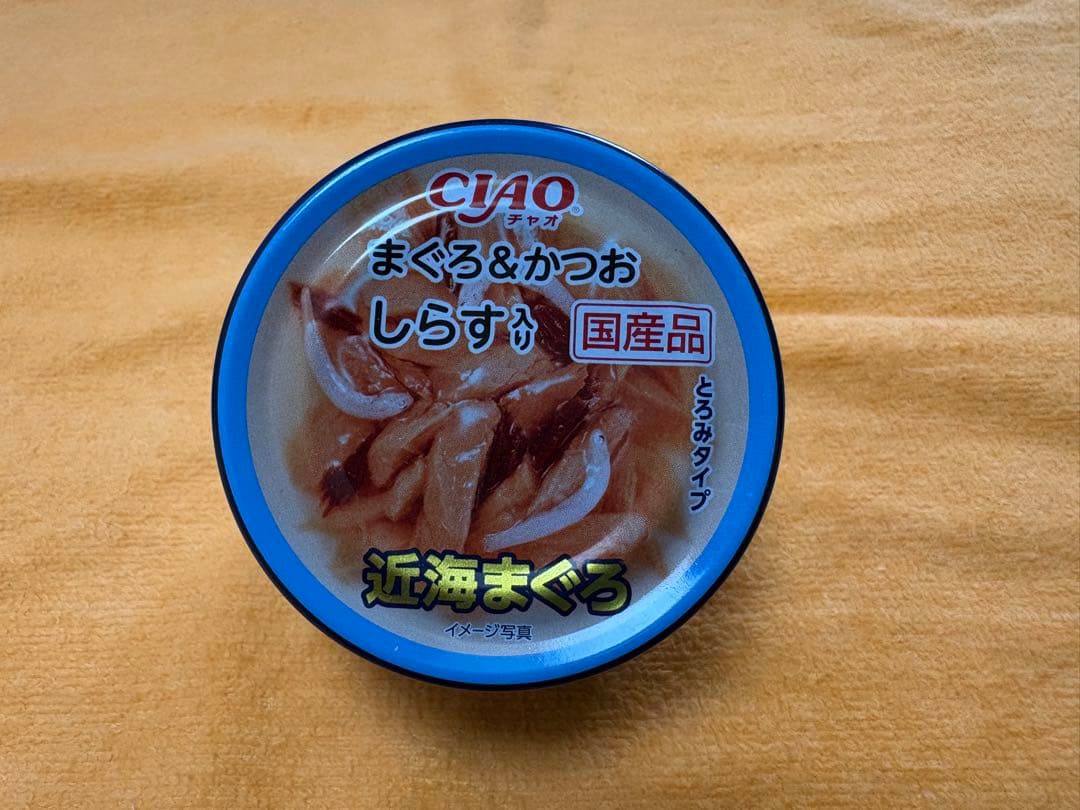 CIAO®
チャオ
まぐろ&かつお
しらす入り
国産品
とろみタイプ
近海まぐろ
イメージ写真